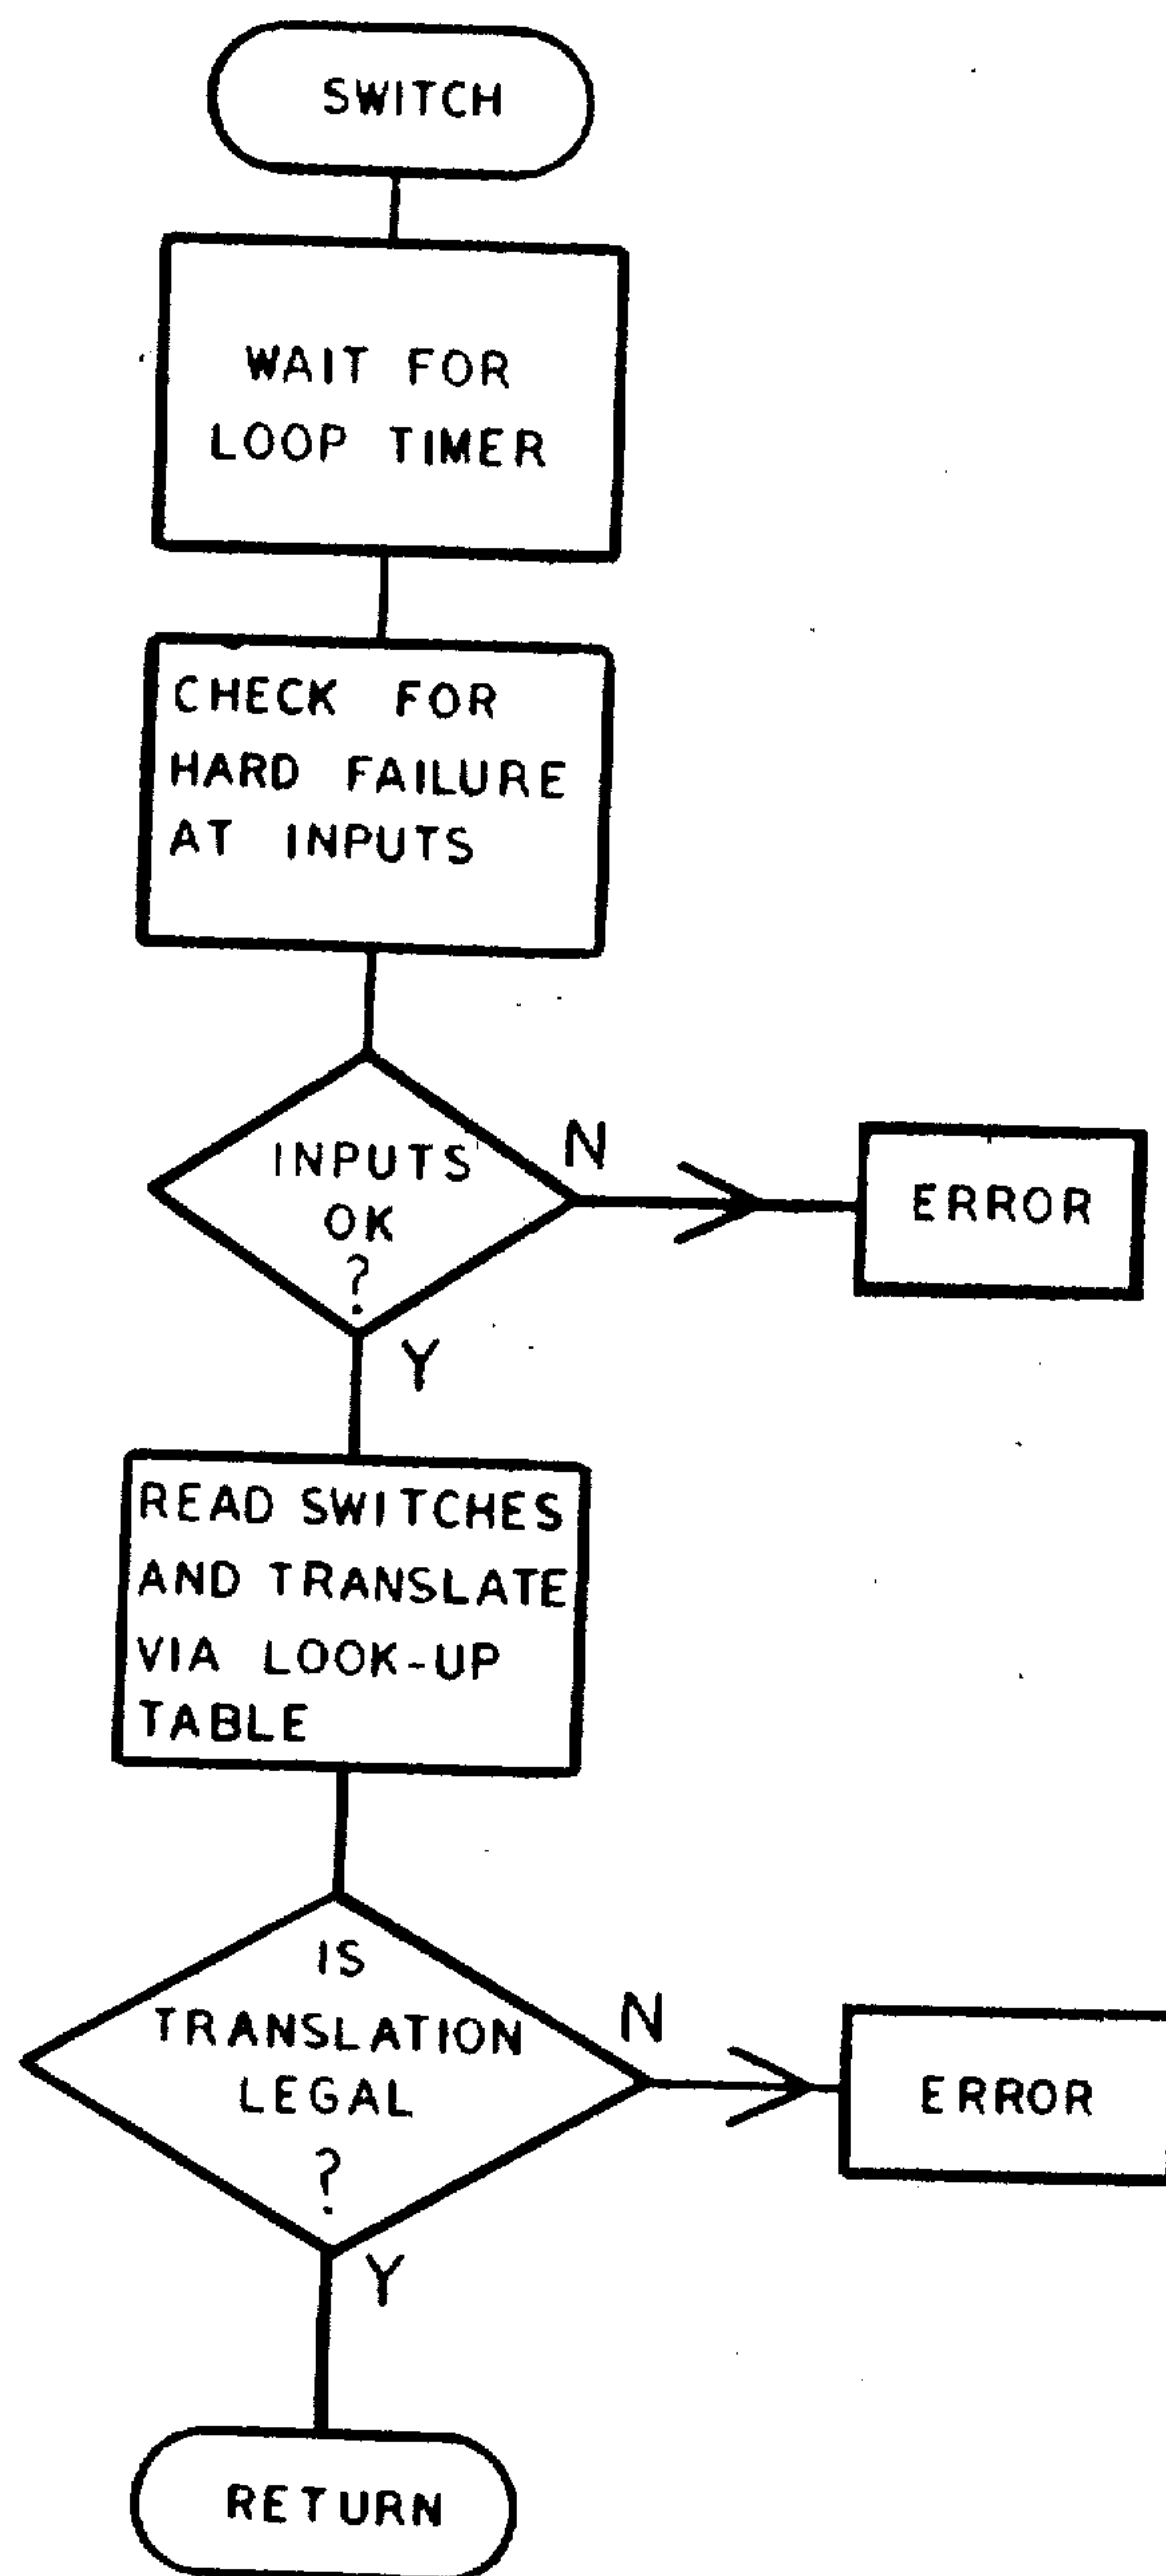 SWITCH
WAIT FOR
LOOP TIMER
CHECK FOR
HARD FAILURE
AT INPUTS
INPUTS
OK
?
N
ERROR
Y
READ SWITCHES
AND TRANSLATE
VIA LOOK-UP
TABLE
IS
TRANSLATION
LEGAL
?
N
ERROR
Y
RETURN